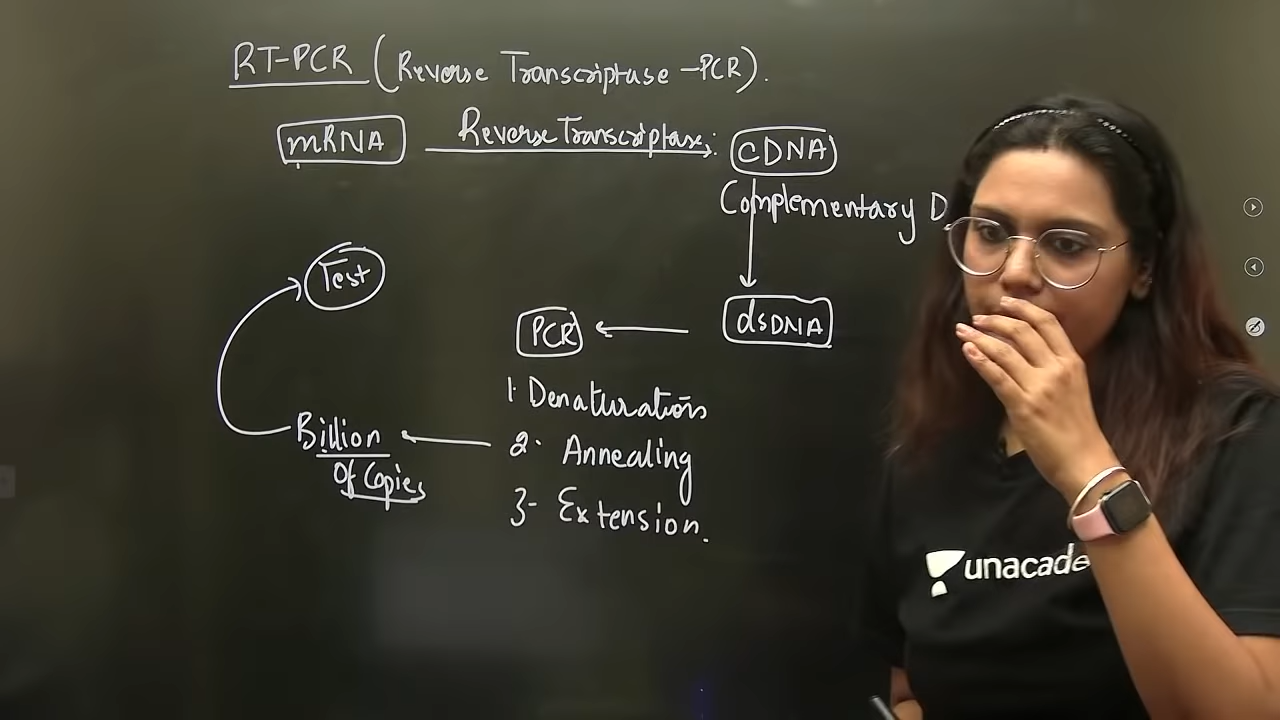 RT-PCR (Reverse Transcriptase -PCR).
mRNA Reverse Transcriptase cDNA
Complementary D
Test
dsDNA
PCR
1. Denaturations
2. Annealing
3- Extension.
Billion
Of Copies
unacade